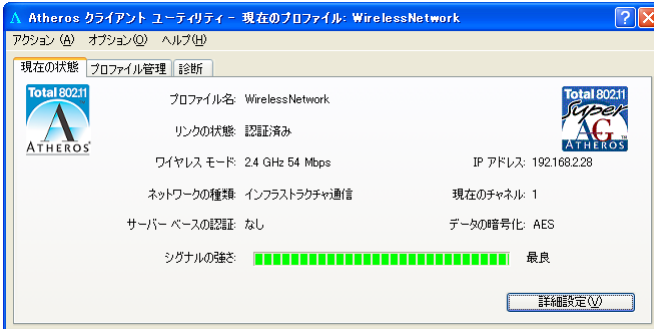 Atheros クライアント ユーティリティ - 現在のプロファイル: WirelessNetwork
アクション (A) オプション(O) ヘルプ(H)
現在の状態 プロファイル管理 診断
Total 802.11
ATHEROS
Total 802.11
Super
AG
ATHEROS
プロファイル名: WirelessNetwork
リンクの状態: 認証済み
ワイヤレス モード: 2.4 GHz 54 Mbps
IP アドレス: 192.168.2.28
ネットワークの種類: インフラストラクチャ通信
現在のチャネル: 1
サーバー ベースの認証: なし
データの暗号化: AES
シグナルの強さ: 最良
詳細設定(V)